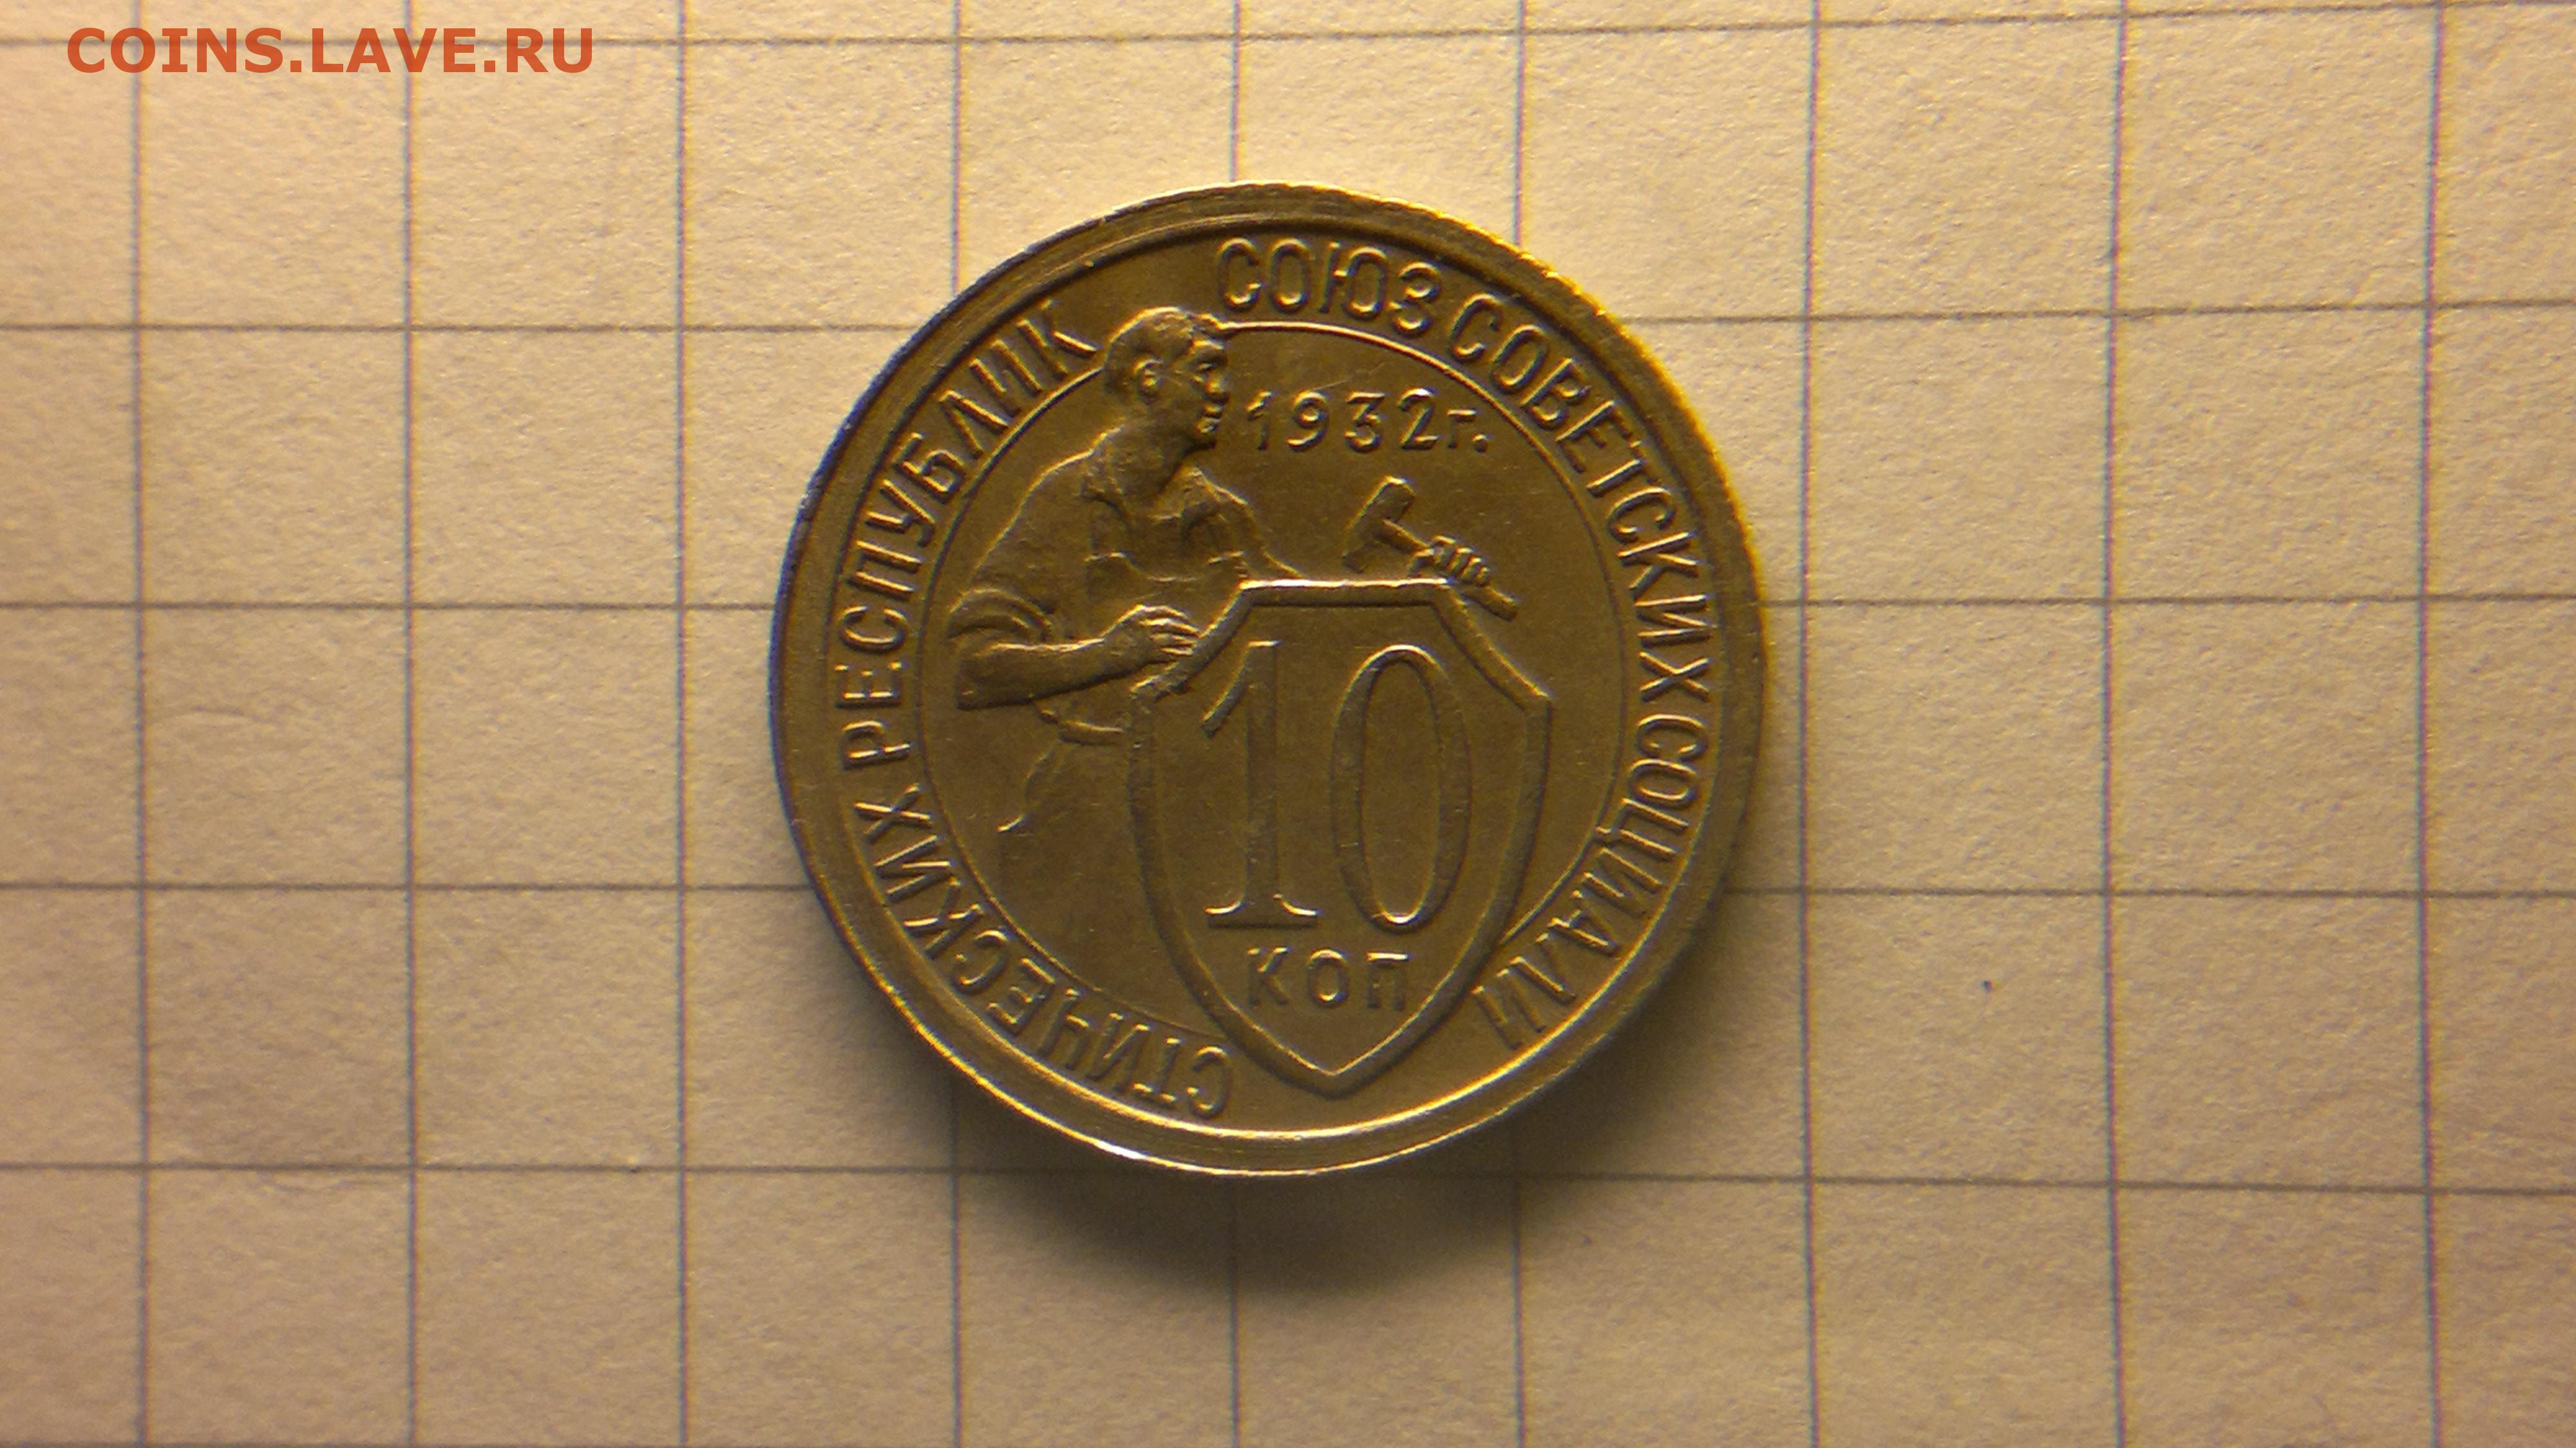 COINS.LAVE.RU
СОЮЗ СОВЕТСКИХ СОЦИАЛИСТИЧЕСКИХ РЕСПУБЛИК
1932г.
10
КОП